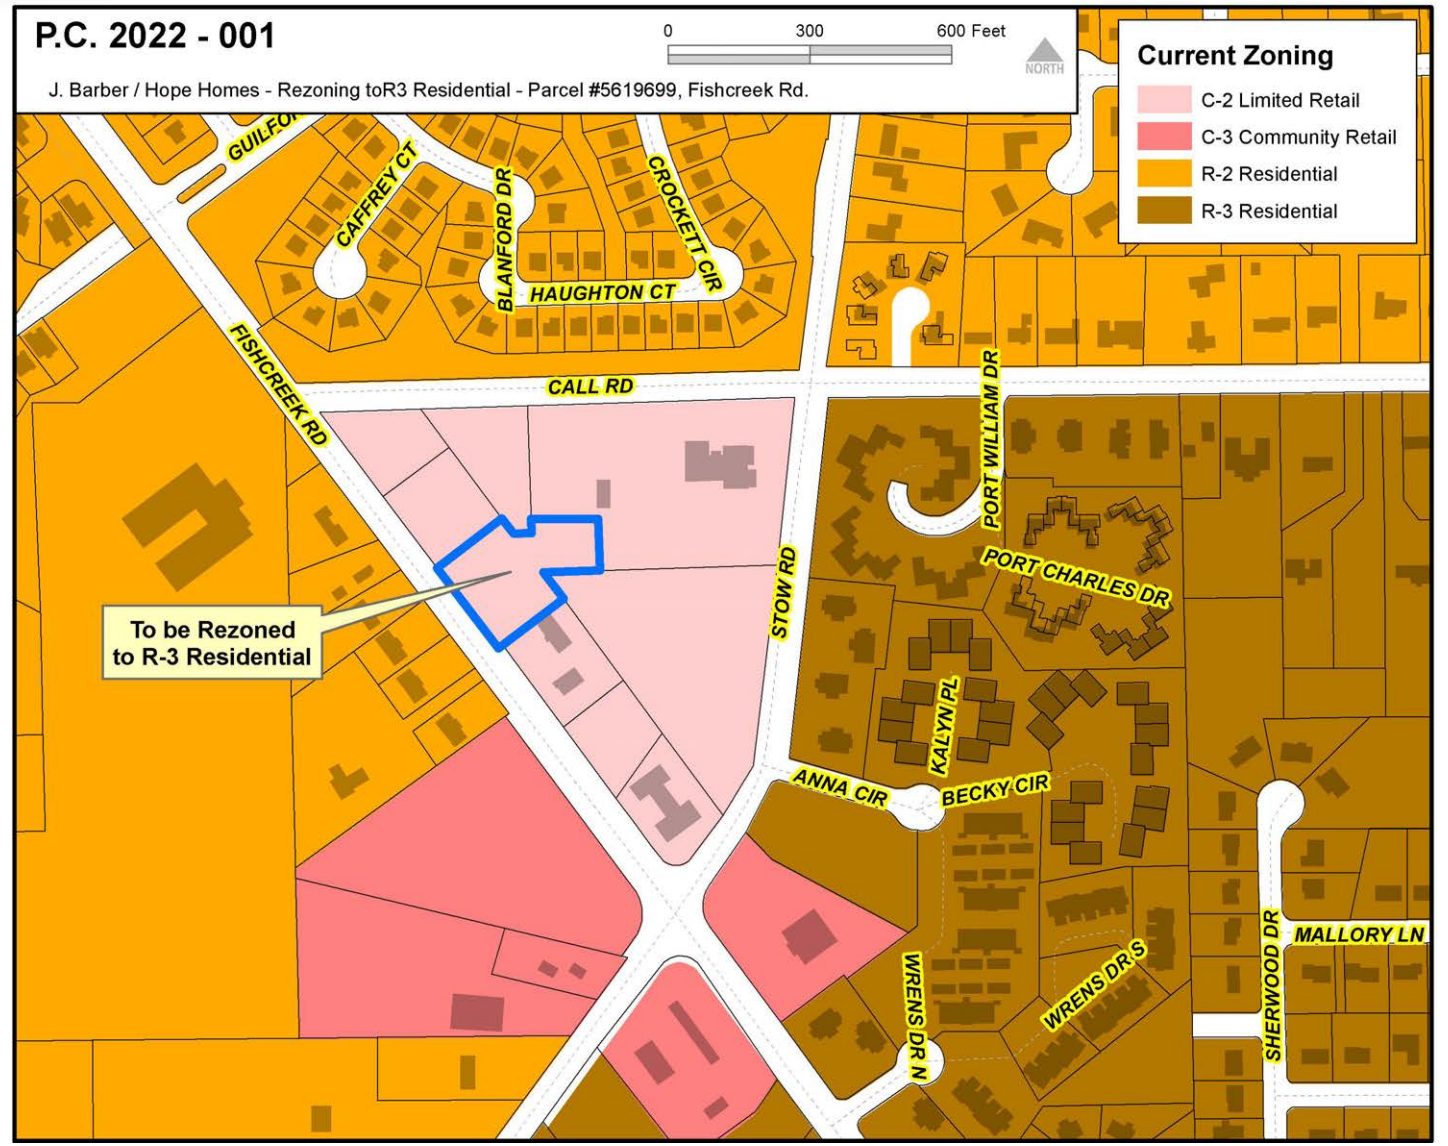 P.C. 2022 - 001
0 300 600 Feet
NORTH
J. Barber / Hope Homes - Rezoning toR3 Residential - Parcel #5619699, Fishcreek Rd.
Current Zoning
C-2 Limited Retail
C-3 Community Retail
R-2 Residential
R-3 Residential
CAFFREY CT
BLANFORD DR
CROCKETT CIR
HAUGHTON CT
FISHCREEK RD
CALL RD
PORT WILLIAM DR
PORT CHARLES DR
STOW RD
To be Rezoned
to R-3 Residential
KALYN PL
ANNA CIR
BECKY CIR
WRENS DR N
WRENS DR S
SHERWOOD DR
MALLORY LN